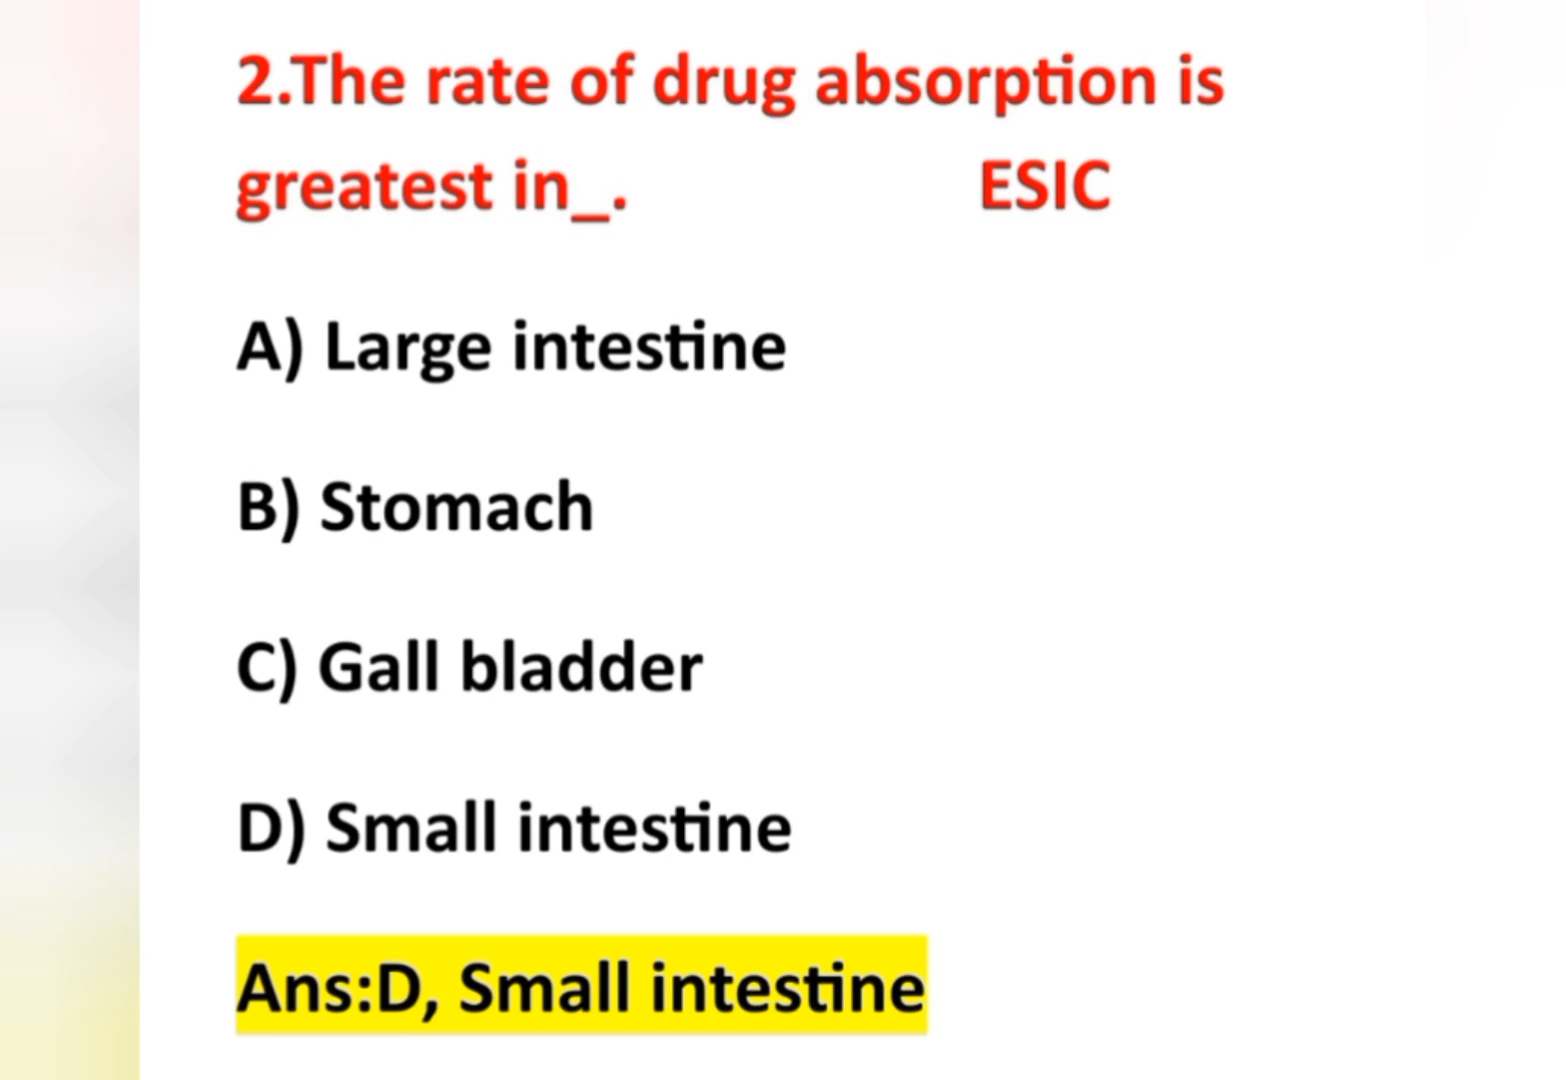 2.The rate of drug absorption is
greatest in_. ESIC
A) Large intestine
B) Stomach
C) Gall bladder
D) Small intestine
Ans:D, Small intestine